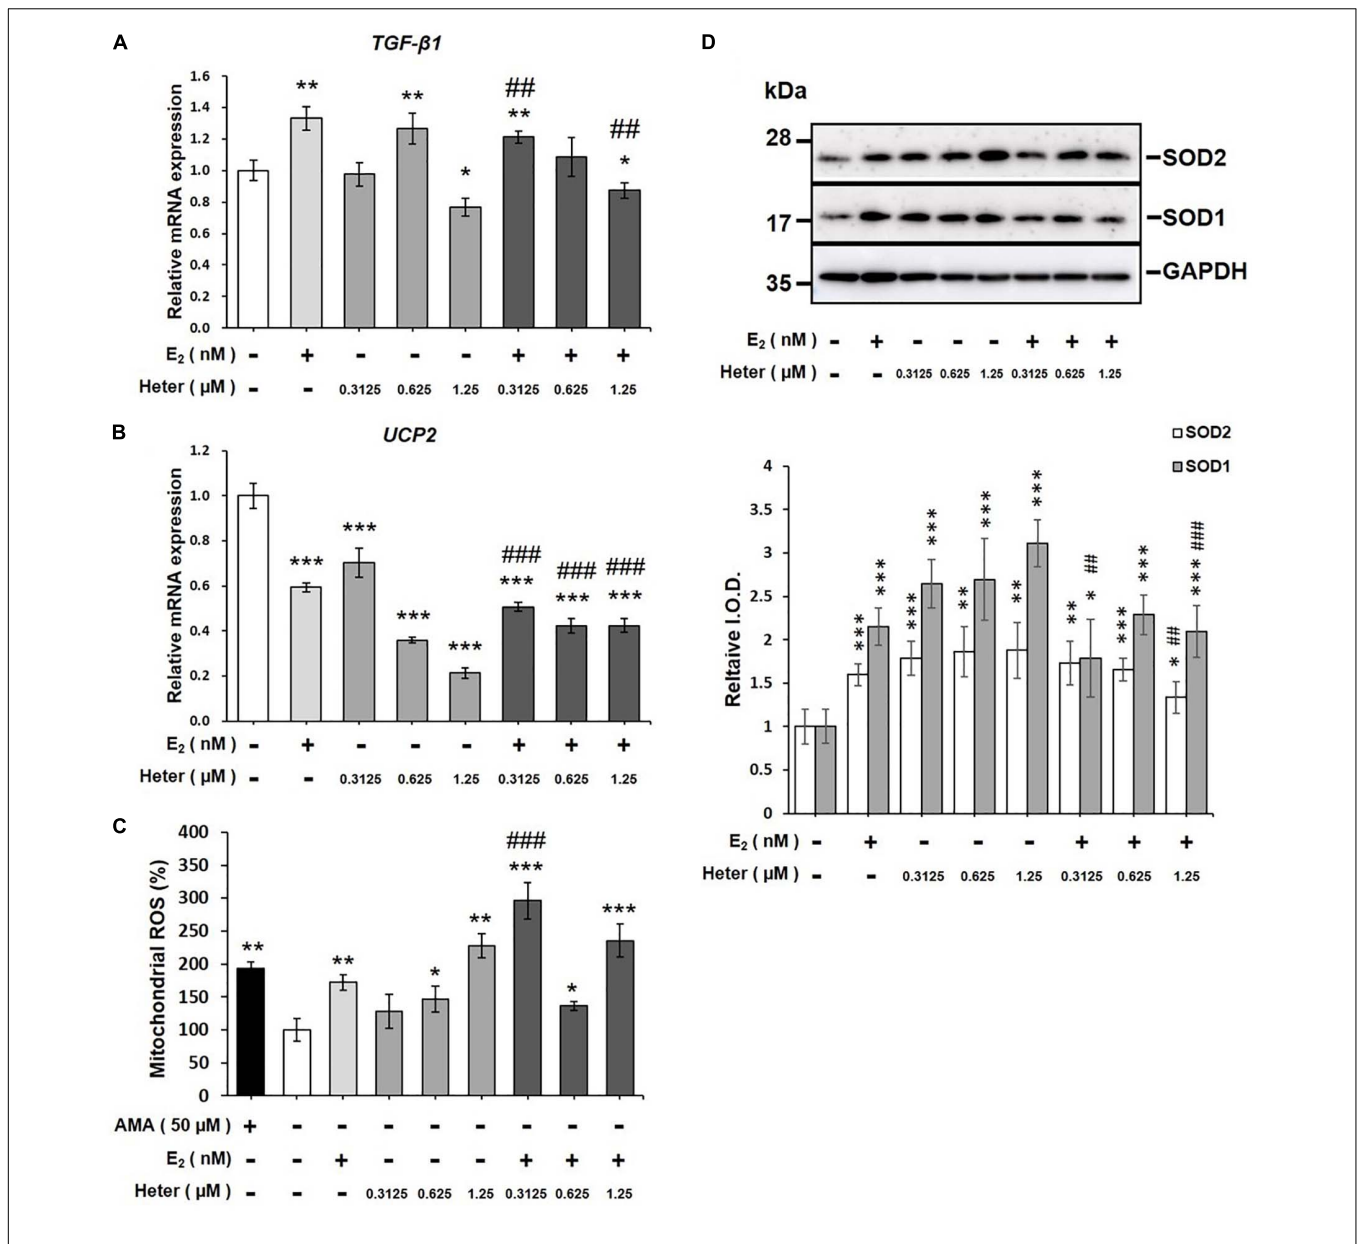 A
TGF-β1
Relative mRNA expression
1.6
1.4
1.2
1.0
0.8
0.6
0.4
0.2
0.0
** ** * ## ** ## *
E2 ( nM ) - + - - - + + +
Heter ( µM ) - - 0.3125 0.625 1.25 0.3125 0.625 1.25
B
UCP2
Relative mRNA expression
1.2
1.0
0.8
0.6
0.4
0.2
0.0
*** *** *** *** ### *** ### *** ### ***
E2 ( nM ) - + - - - + + +
Heter ( µM ) - - 0.3125 0.625 1.25 0.3125 0.625 1.25
C
Mitochondrial ROS (%)
400
350
300
250
200
150
100
50
0
** ** * ** ### *** * ***
AMA ( 50 µM ) + - - - - - - - -
E2 ( nM) - - + - - - + + +
Heter ( µM ) - - - 0.3125 0.625 1.25 0.3125 0.625 1.25
D
kDa
28
SOD2
17
SOD1
35
GAPDH
E2 ( nM ) - + - - - + + +
Heter ( µM ) - - 0.3125 0.625 1.25 0.3125 0.625 1.25
SOD2
SOD1
Reltaive I.O.D.
4
3.5
3
2.5
2
1.5
1
0.5
0
*** *** *** *** ** *** ** *** ** * ## *** *** * ## *** ###
E2 ( nM ) - + - - - + + +
Heter ( µM ) - - 0.3125 0.625 1.25 0.3125 0.625 1.25